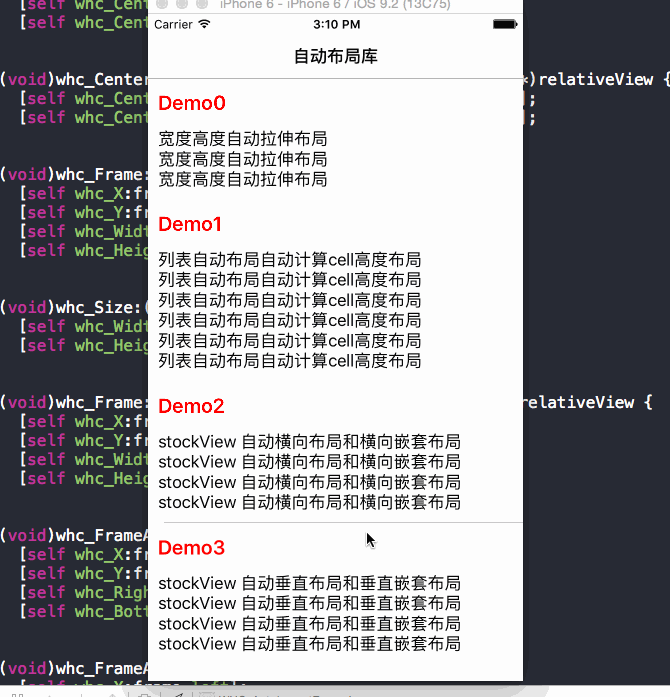 iPhone 6 - iPhone 6 / iOS 9.2 (13C75)
Carrier 3:10 PM
自动布局库
Demo0
宽度高度自动拉伸布局
宽度高度自动拉伸布局
宽度高度自动拉伸布局
Demo1
列表自动布局自动计算cell高度布局
列表自动布局自动计算cell高度布局
列表自动布局自动计算cell高度布局
列表自动布局自动计算cell高度布局
列表自动布局自动计算cell高度布局
列表自动布局自动计算cell高度布局
Demo2
stockView 自动横向布局和横向嵌套布局
stockView 自动横向布局和横向嵌套布局
stockView 自动横向布局和横向嵌套布局
stockView 自动横向布局和横向嵌套布局
Demo3
stockView 自动垂直布局和垂直嵌套布局
stockView 自动垂直布局和垂直嵌套布局
stockView 自动垂直布局和垂直嵌套布局
stockView 自动垂直布局和垂直嵌套布局
[self whc_Cent
(void)whc_Center )relativeView {
[self whc_Cent ];
[self whc_Cent ];
(void)whc_Frame:
[self whc_X:fr
[self whc_Y:fr
[self whc_Widt
[self whc_Heig
(void)whc_Size:(
[self whc_Widt
[self whc_Heig
(void)whc_Frame: relativeView {
[self whc_X:fr
[self whc_Y:fr
[self whc_Widt
[self whc_Heig
(void)whc_FrameA
[self whc_X:fr
[self whc_Y:fr
[self whc_Righ
[self whc_Bott
(void)whc_FrameA